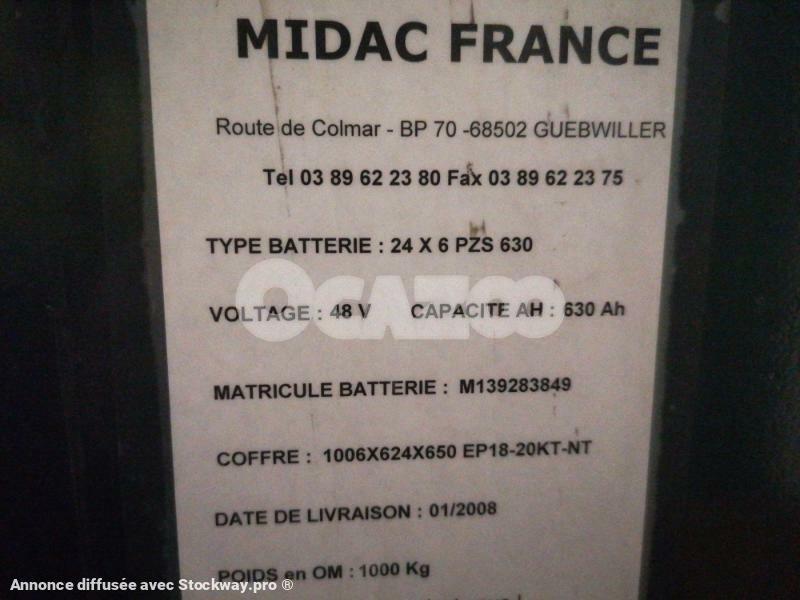 MIDAC FRANCE
Route de Colmar - BP 70 -68502 GUEBWILLER
Tel 03 89 62 23 80 Fax 03 89 62 23 75
TYPE BATTERIE : 24 X 6 PZS 630
OCAZOO
VOLTAGE : 48 V CAPACITE AH : 630 Ah
MATRICULE BATTERIE : M139283849
COFFRE : 1006X624X650 EP18-20KT-NT
DATE DE LIVRAISON : 01/2008
POIDS en OM : 1000 Kg
Annonce diffusée avec Stockway.pro ®